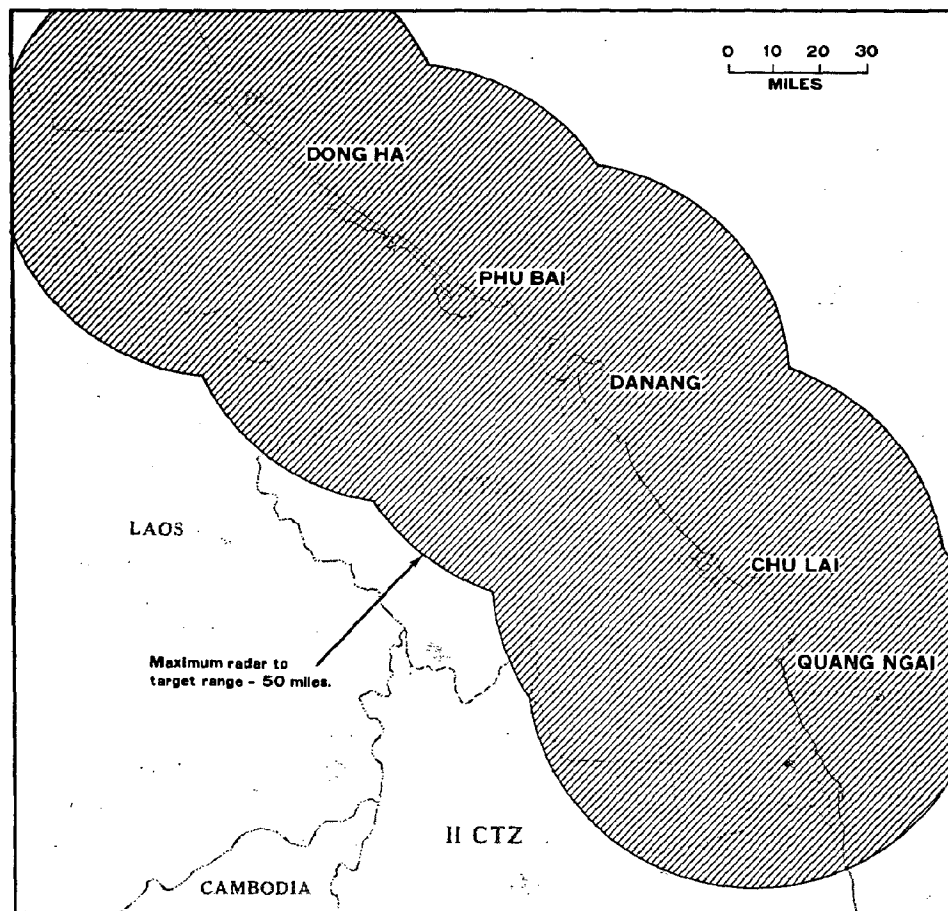 0 10 20 30
MILES
DONG HA
PHU BAI
DANANG
LAOS
CHU LAI
Maximum radar to
target range - 50 miles.
QUANG NGAI
II CTZ
CAMBODIA